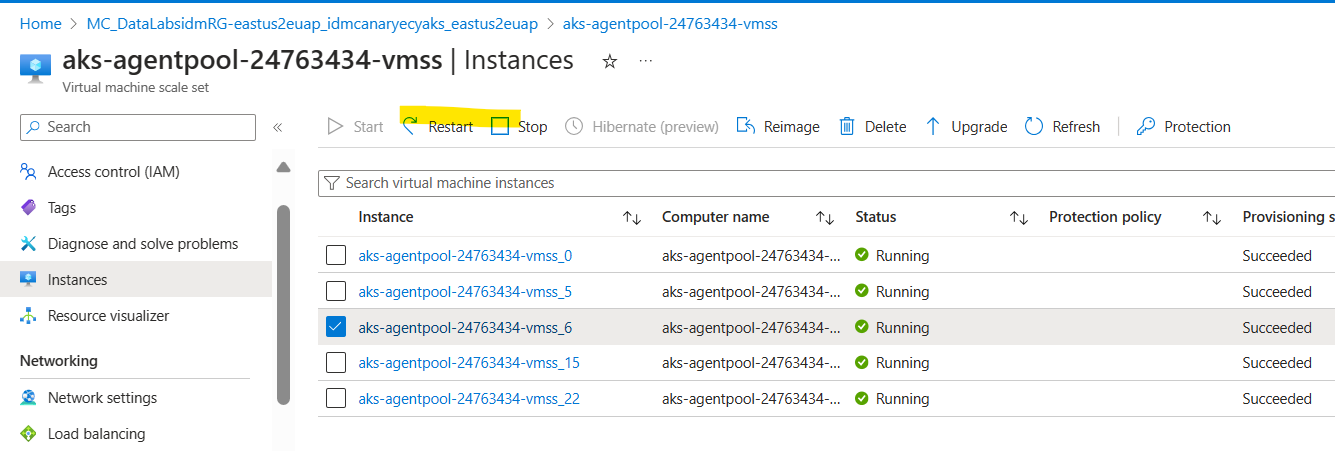 Home > MC_DataLabsidmRG-eastus2euap_idmcanaryecyaks_eastus2euap > aks-agentpool-24763434-vmss
aks-agentpool-24763434-vmss | Instances
Virtual machine scale set
Search
Start Restart Stop Hibernate (preview) Reimage Delete Upgrade Refresh Protection
Access control (IAM)
Tags
Diagnose and solve problems
Instances
Resource visualizer
Networking
Network settings
Load balancing
Search virtual machine instances
Instance Computer name Status Protection policy Provisioning s
aks-agentpool-24763434-vmss_0 aks-agentpool-24763434-... Running Succeeded
aks-agentpool-24763434-vmss_5 aks-agentpool-24763434-... Running Succeeded
aks-agentpool-24763434-vmss_6 aks-agentpool-24763434-... Running Succeeded
aks-agentpool-24763434-vmss_15 aks-agentpool-24763434-... Running Succeeded
aks-agentpool-24763434-vmss_22 aks-agentpool-24763434-... Running Succeeded